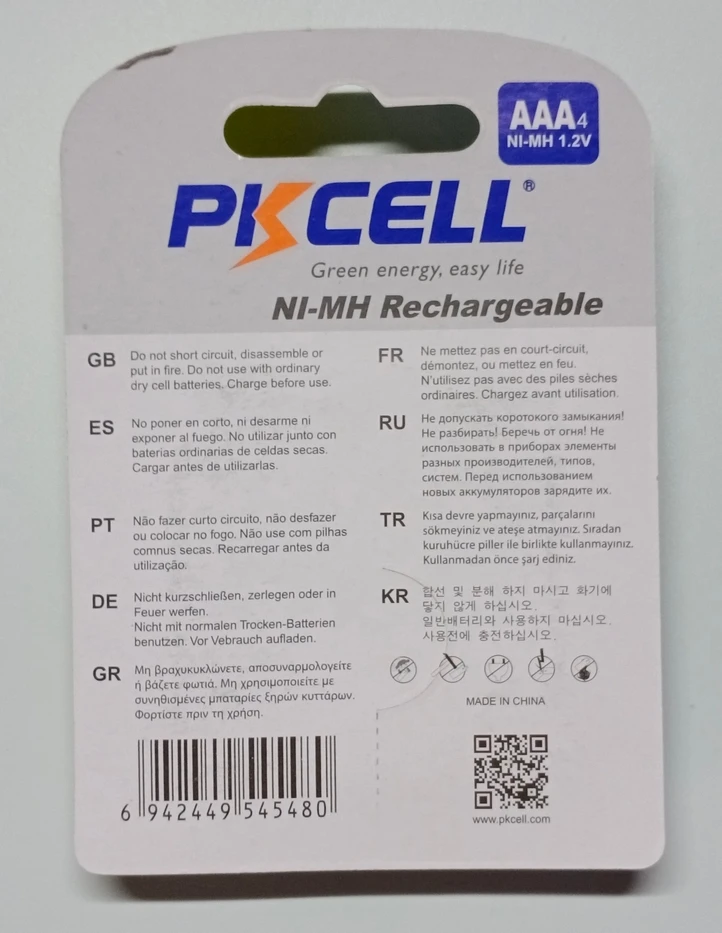 AAA4
NI-MH 1.2V
PKCELL®
Green energy, easy life
NI-MH Rechargeable
GB
Do not short circuit, disassemble or
put in fire. Do not use with ordinary
dry cell batteries. Charge before use.
ES
No poner en corto, ni desarme ni
exponer al fuego. No utilizar junto con
baterias ordinarias de celdas secas.
Cargar antes de utilizarlas.
PT
Não fazer curto circuito, não desfazer
ou colocar no fogo. Não use com pilhas
comnus secas. Recarregar antes da
utilização.
DE
Nicht kurzschließen, zerlegen oder in
Feuer werfen.
Nicht mit normalen Trocken-Batterien
benutzen. Vor Vebrauch aufladen.
GR
Μη βραχυκυκλώνετε, αποσυναρμολογείτε
ή βάζετε φωτιά. Μη χρησιμοποιείτε με
συνηθισμένες μπαταρίες ξηρών κυττάρων.
Φορτίστε πριν τη χρήση.
FR
Ne mettez pas en court-circuit,
démontez, ou mettez en feu.
N'utilisez pas avec des piles sèches
ordinaires. Chargez avant utilisation.
RU
Не допускать коротокого замыкания!
Не разбирать! Беречь от огня! Не
использовать в приборах элементы
разных производителей, типов,
систем. Перед использованием
новых аккумуляторов зарядите их.
TR
Kısa devre yapmayınız, parçalarını
sökmeyiniz ve ateşe atmayınız. Sıradan
kuruhücre piller ile birlikte kullanmayınız.
Kullanmadan önce şarj ediniz.
KR
합선 및 분해 하지 마시고 화기에
닿지 않게 하십시오.
일반배터리와 사용하지 마십시오.
사용전에 충전하십시오.
MADE IN CHINA
6 942449 545480
www.pkcell.com